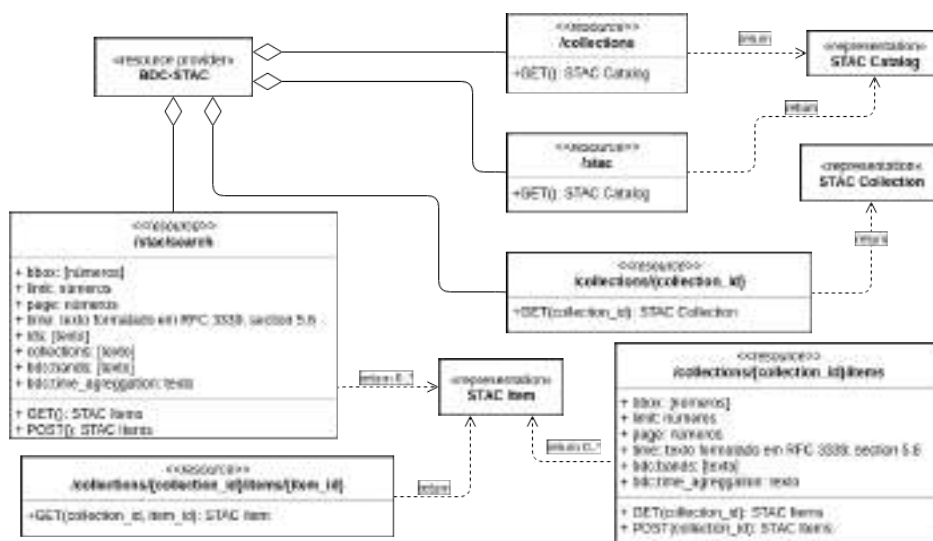 «resource provider»
BDC-STAC
<<resource>>
/collections
+GET(): STAC Catalog
return
«representation»
STAC Catalog
<<resource>>
/stac
+GET(): STAC Catalog
return
«representation»
STAC Collection
<<resource>>
/stac/search
+ bbox: [números]
+ limit: números
+ page: números
+ time: texto formatado em RFC 3339, section 5.6
+ ids: [texto]
+ collections: [texto]
+ bdc:bands: [texto]
+ bdc:time_aggregation: texto
+ GET(): STAC Items
+ POST(): STAC Items
return
<<resource>>
/collections/{collection_id}
+GET(collection_id): STAC Collection
return 0..*
«representation»
STAC Item
<<resource>>
/collections/{collection_id}/items
+ bbox: [números]
+ limit: números
+ page: números
+ time: texto formatado em RFC 3339, section 5.6
+ bdc:bands: [texto]
+ bdc:time_aggregation: texto
+ GET(collection_id): STAC Items
+ POST(collection_id): STAC Items
return 0..*
<<resource>>
/collections/{collection_id}/items/{item_id}
+GET(collection_id, item_id): STAC Item
return